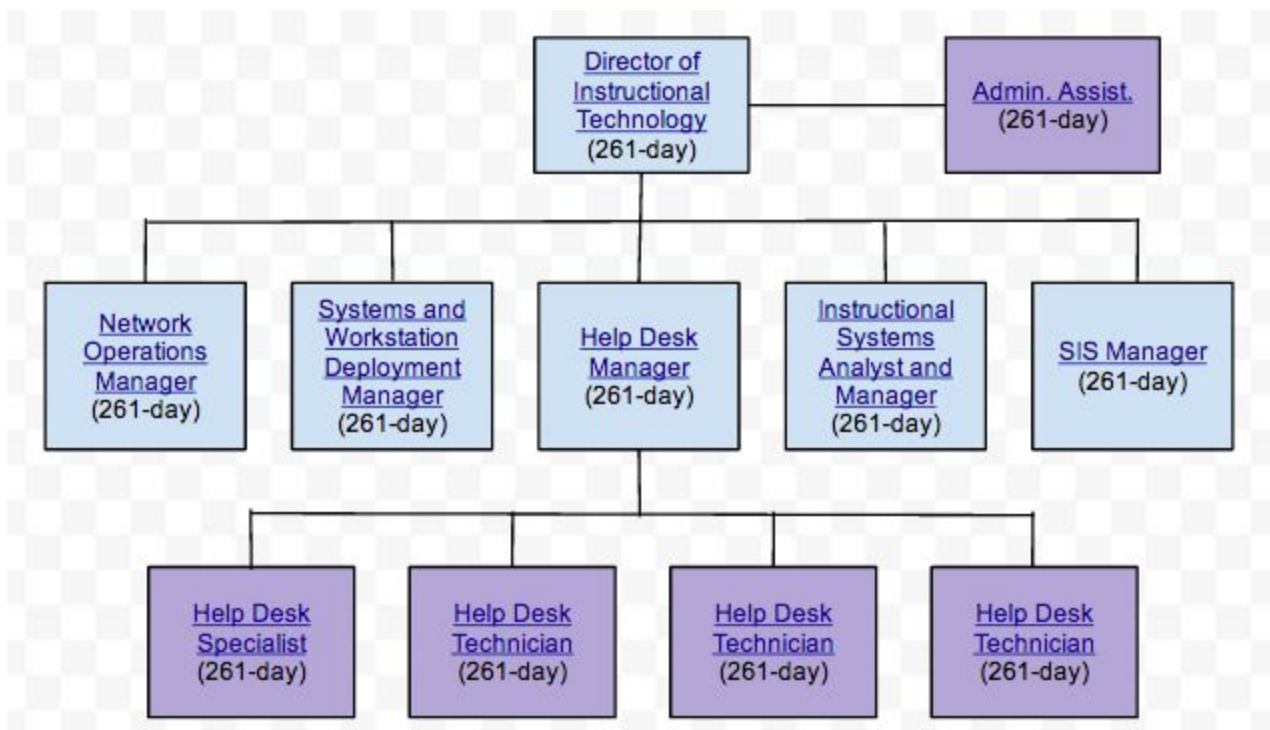 Director of
Instructional
Technology
(261-day)
Admin. Assist.
(261-day)
Network
Operations
Manager
(261-day)
Systems and
Workstation
Deployment
Manager
(261-day)
Help Desk
Manager
(261-day)
Instructional
Systems
Analyst and
Manager
(261-day)
SIS Manager
(261-day)
Help Desk
Specialist
(261-day)
Help Desk
Technician
(261-day)
Help Desk
Technician
(261-day)
Help Desk
Technician
(261-day)